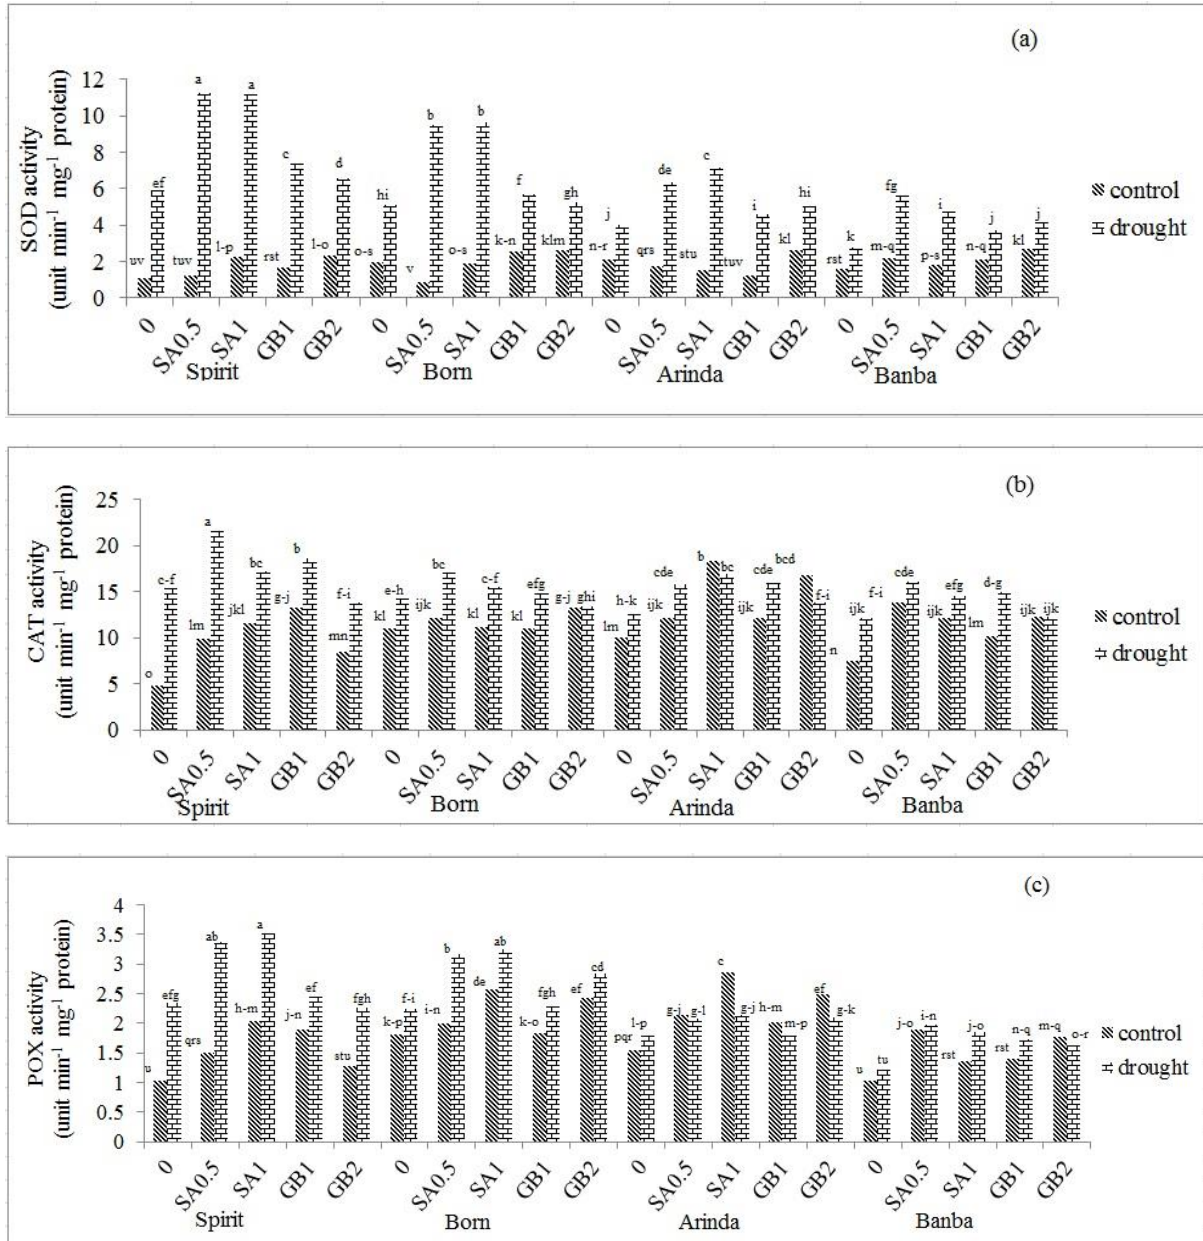 (a)
SOD activity
(unit min⁻¹ mg⁻¹ protein)
12
10
8
6
4
2
0
uv ef tuv a l-p a rst c l-o d o-s hi v b o-s b k-n f klm gh n-r j qrs de stu c tuv i kl hi rst k m-q fg p-s i n-q j kl j
control
drought
0 SA0.5 SA1 GB1 GB2 0 SA0.5 SA1 GB1 GB2 0 SA0.5 SA1 GB1 GB2 0 SA0.5 SA1 GB1 GB2
Spirit Born Arinda Banba
(b)
CAT activity
(unit min⁻¹ mg⁻¹ protein)
25
20
15
10
5
0
o c-f lm a jkl bc g-j b mn f-i kl e-h ijk bc kl c-f kl efg g-j ghi lm h-k ijk cde b bc ijk cde bcd f-i n ijk f-i cde ijk efg lm d-g ijk ijk
control
drought
0 SA0.5 SA1 GB1 GB2 0 SA0.5 SA1 GB1 GB2 0 SA0.5 SA1 GB1 GB2 0 SA0.5 SA1 GB1 GB2
Spirit Born Arinda Banba
(c)
POX activity
(unit min⁻¹ mg⁻¹ protein)
4
3.5
3
2.5
2
1.5
1
0.5
0
u efg qrs ab h-m a j-n ef stu fgh k-p f-i i-n b de ab k-o fgh ef cd pqr l-p g-j g-l c g-j h-m m-p ef g-k u tu j-o i-n rst j-o rst n-q m-q o-r
control
drought
0 SA0.5 SA1 GB1 GB2 0 SA0.5 SA1 GB1 GB2 0 SA0.5 SA1 GB1 GB2 0 SA0.5 SA1 GB1 GB2
Spirit Born Arinda Banba